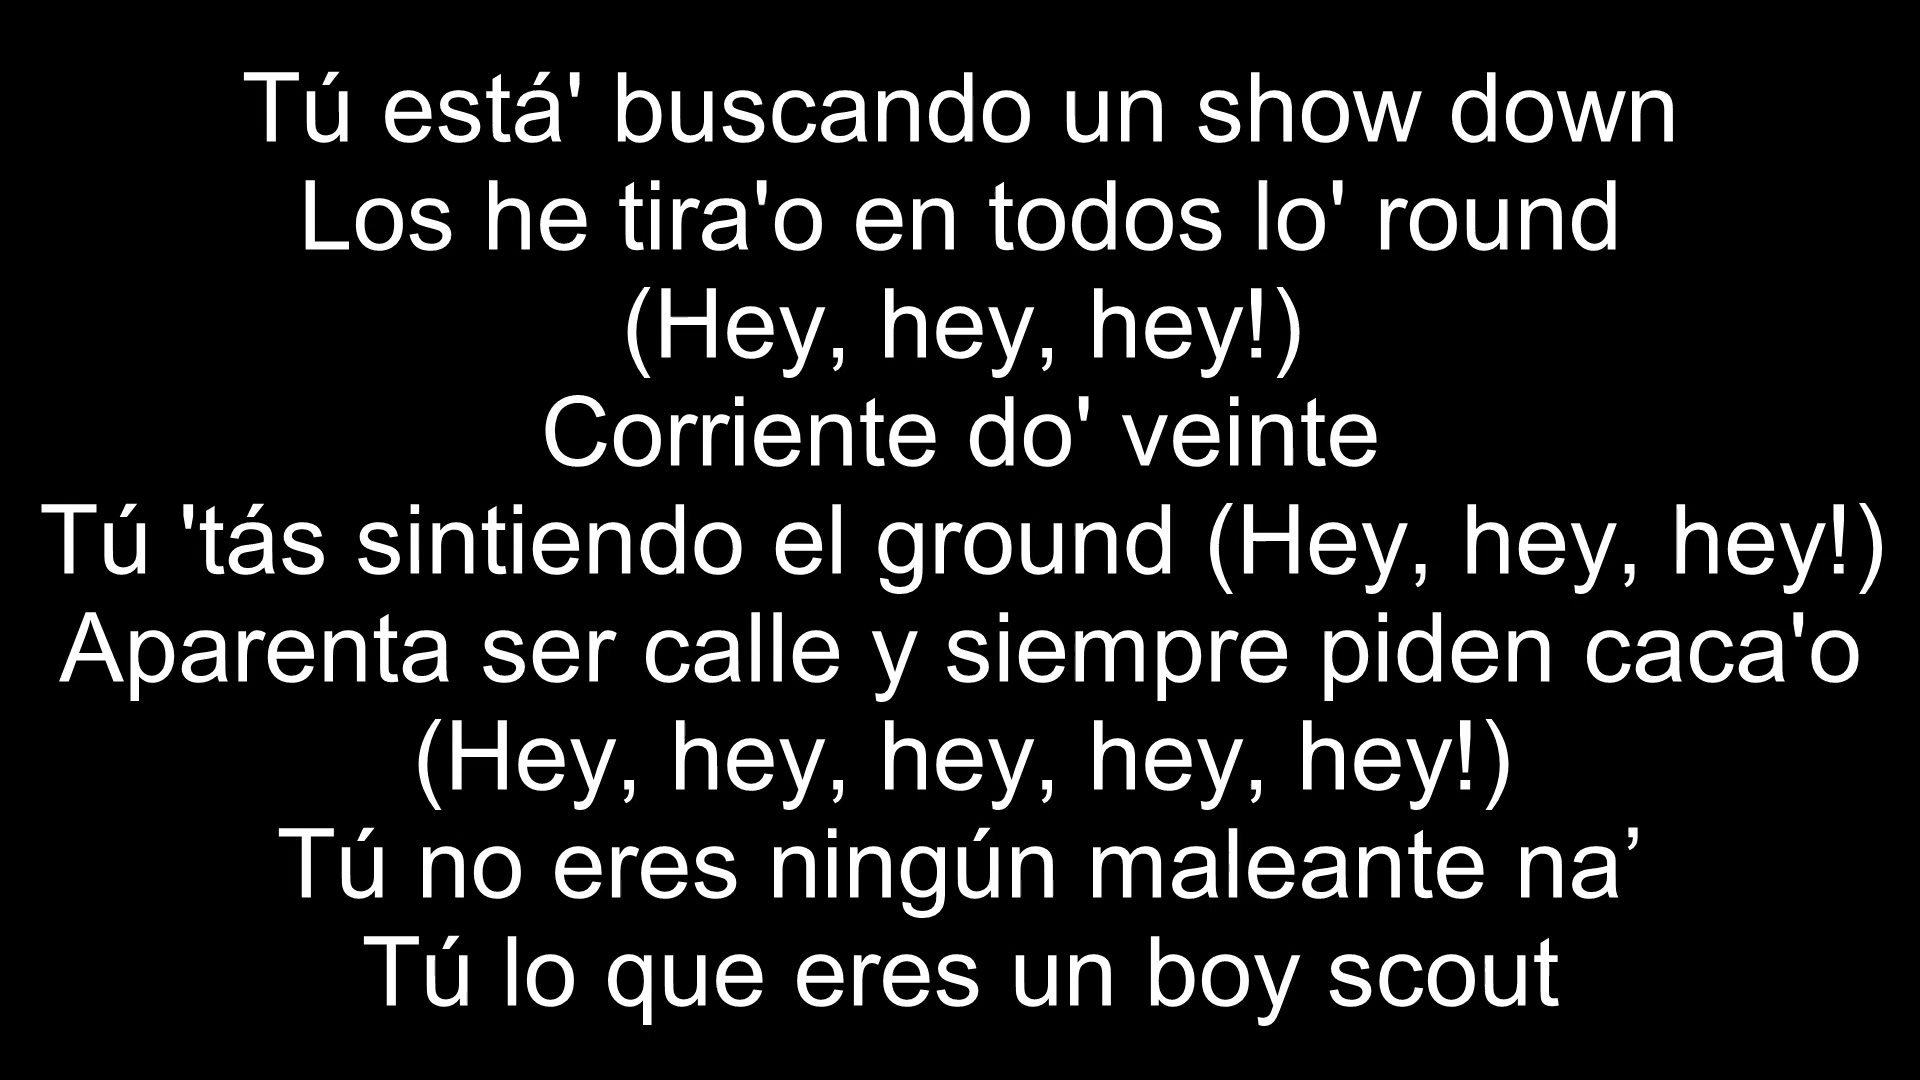 Tú está' buscando un show down
Los he tira'o en todos lo' round
(Hey, hey, hey!)
Corriente do' veinte
Tú 'tás sintiendo el ground (Hey, hey, hey!)
Aparenta ser calle y siempre piden caca'o
(Hey, hey, hey, hey, hey!)
Tú no eres ningún maleante na’
Tú lo que eres un boy scout